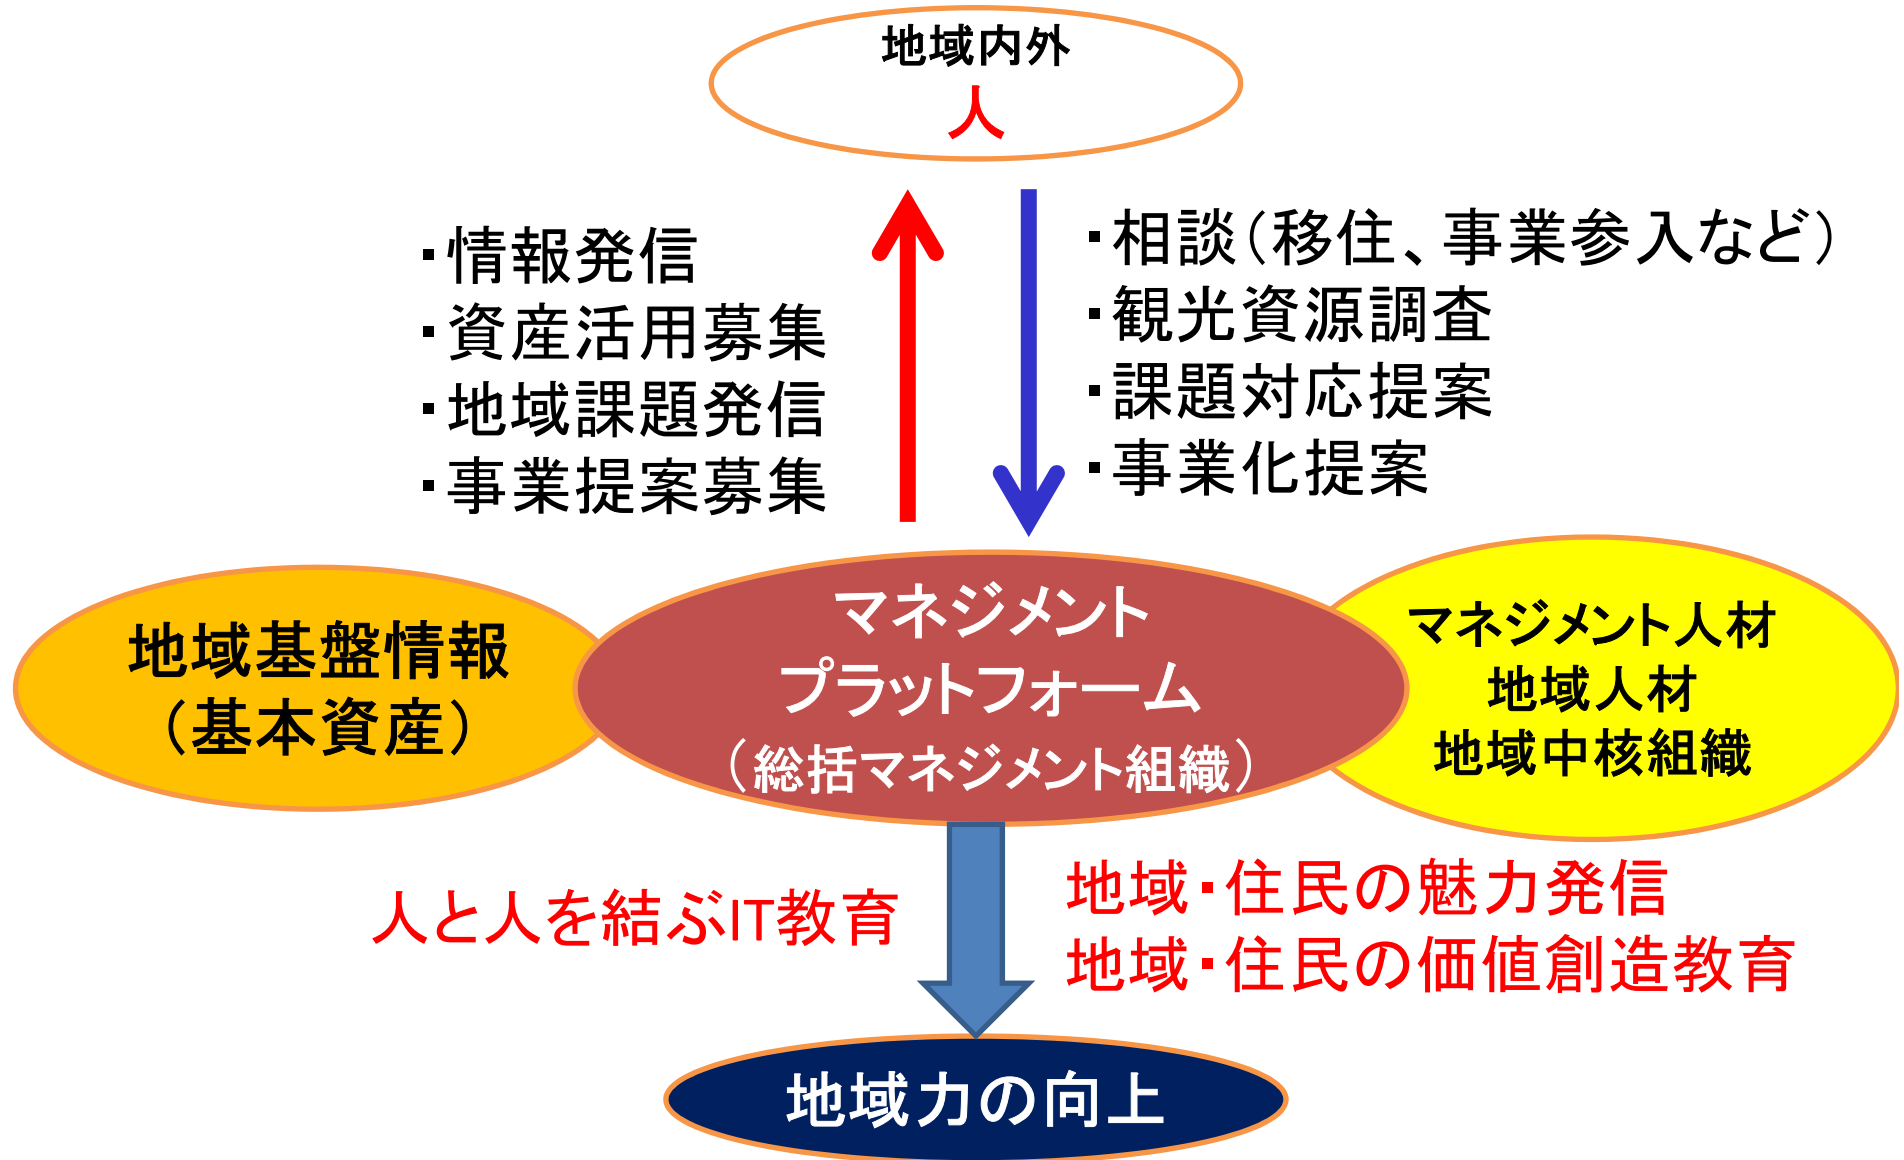 地域内外
人
・情報発信
・資産活用募集
・地域課題発信
・事業提案募集
・相談（移住、事業参入など）
・観光資源調査
・課題対応提案
・事業化提案
地域基盤情報
（基本資産）
マネジメント
プラットフォーム
（総括マネジメント組織）
マネジメント人材
地域人材
地域中核組織
人と人を結ぶIT教育
地域・住民の魅力発信
地域・住民の価値創造教育
地域力の向上